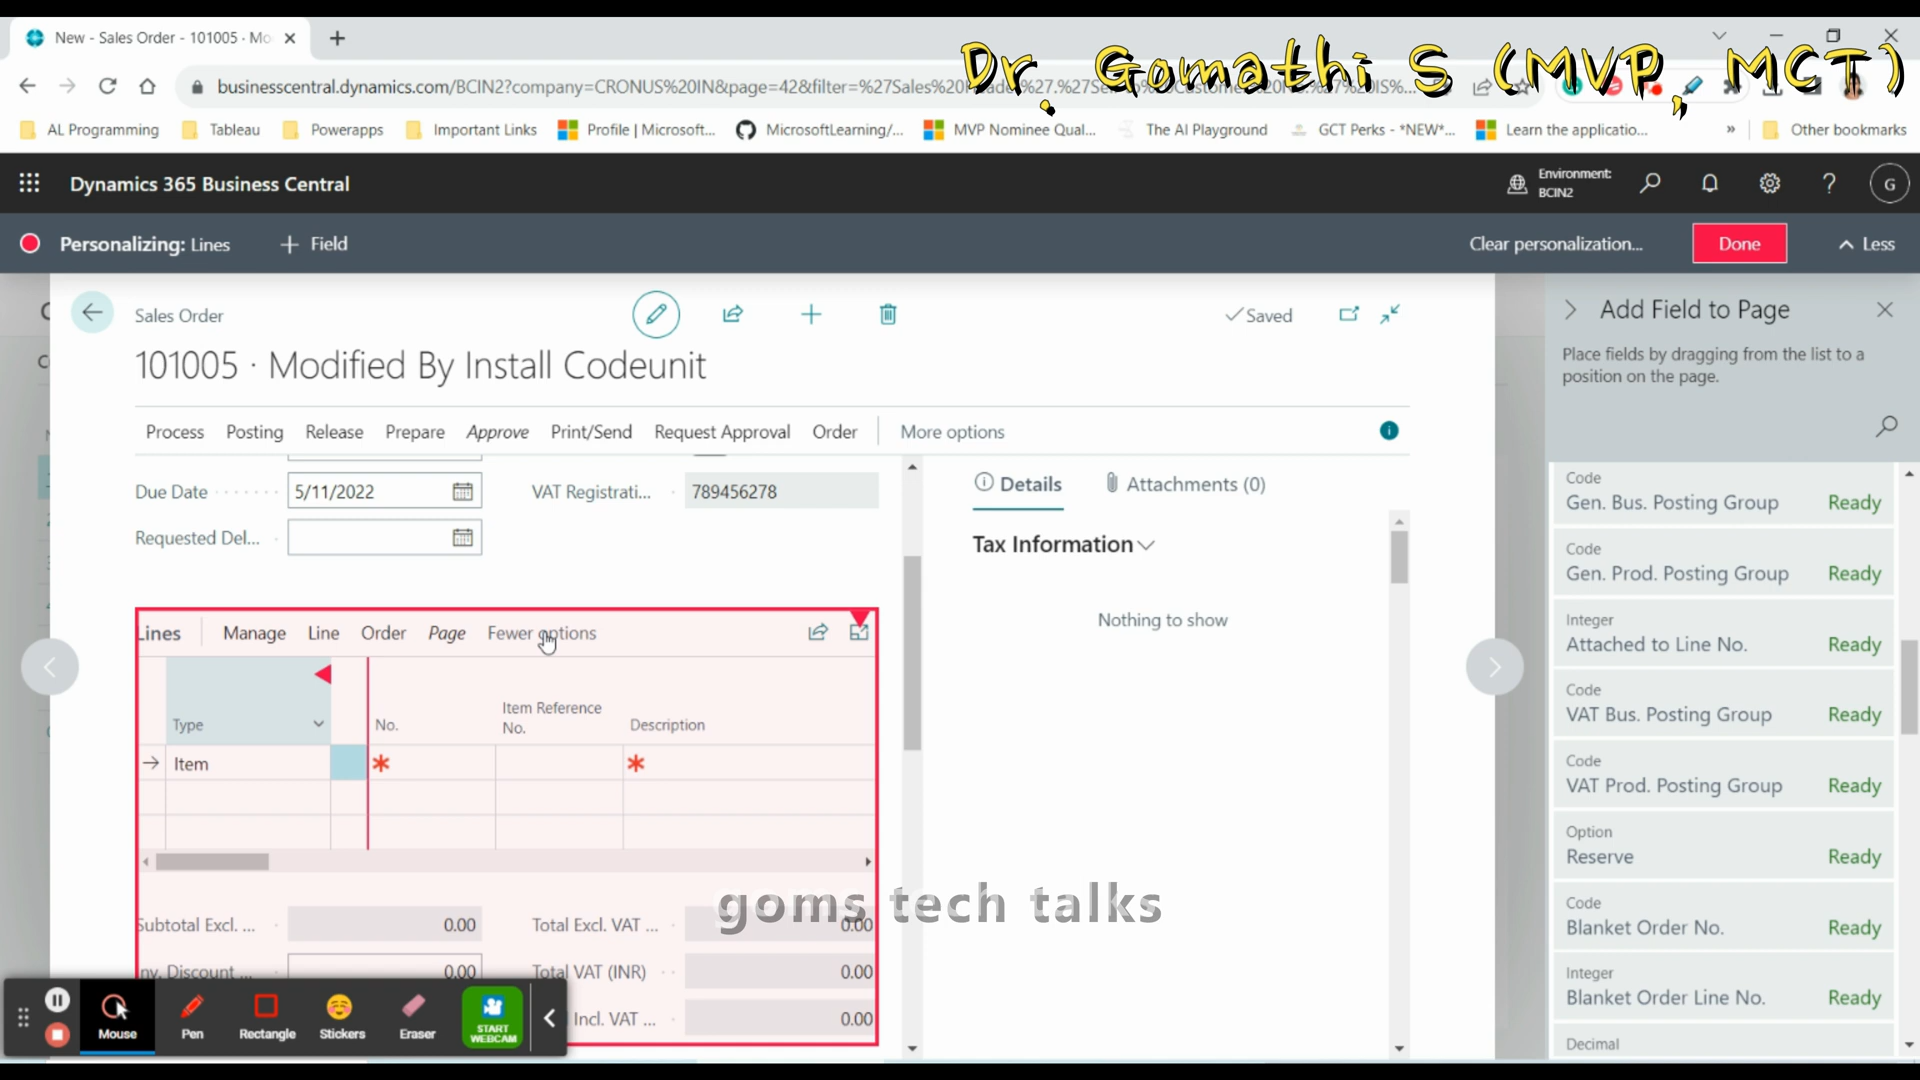 New - Sales Order - 101005 · Mo
Dr. Gomathi S (MVP, MCT)
businesscentral.dynamics.com/BCIN2?company=CRONUS%20IN&page=42&filter=%27Sales%20
AL Programming
Tableau
Powerapps
Important Links
Profile | Microsoft...
MicrosoftLearning/...
MVP Nominee Qual...
The AI Playground
GCT Perks - *NEW*...
Learn the applicatio...
»
Other bookmarks
Dynamics 365 Business Central
Environment:
BCIN2
G
Personalizing: Lines
+ Field
Clear personalization...
Done
Less
Sales Order
Saved
101005 · Modified By Install Codeunit
Process
Posting
Release
Prepare
Approve
Print/Send
Request Approval
Order
More options
Due Date
5/11/2022
VAT Registrati...
789456278
Requested Del...
Details
Attachments (0)
Tax Information
Nothing to show
Lines
Manage
Line
Order
Page
Fewer options
Type
No.
Item Reference
No.
Description
Item
goms tech talks
Subtotal Excl. ...
0.00
Total Excl. VAT ...
0.00
Inv. Discount ...
0.00
Total VAT (INR)
0.00
Incl. VAT ...
0.00
Mouse
Pen
Rectangle
Stickers
Eraser
START
WEBCAM
Add Field to Page
Place fields by dragging from the list to a
position on the page.
Code
Gen. Bus. Posting Group
Ready
Code
Gen. Prod. Posting Group
Ready
Integer
Attached to Line No.
Ready
Code
VAT Bus. Posting Group
Ready
Code
VAT Prod. Posting Group
Ready
Option
Reserve
Ready
Code
Blanket Order No.
Ready
Integer
Blanket Order Line No.
Ready
Decimal